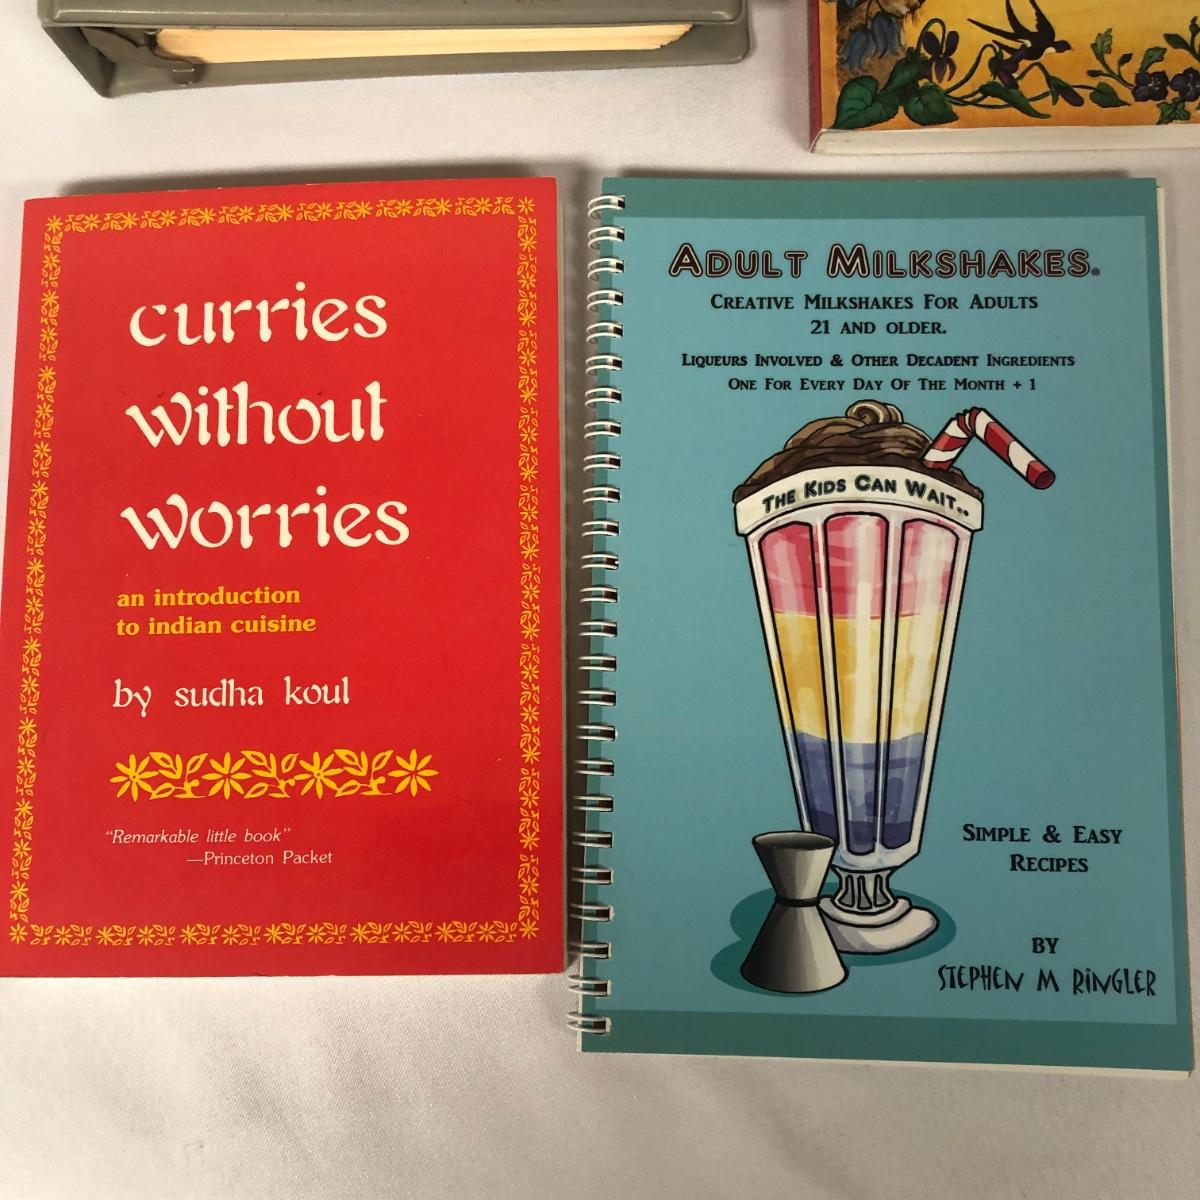 curries
without
worries
an introduction
to indian cuisine
by sudha koul
"Remarkable little book"
—Princeton Packet
ADULT MILKSHAKES.
CREATIVE MILKSHAKES FOR ADULTS
21 AND OLDER.
LIQUEURS INVOLVED & OTHER DECADENT INGREDIENTS
ONE FOR EVERY DAY OF THE MONTH + 1
THE KIDS CAN WAIT..
SIMPLE & EASY
RECIPES
BY
STEPHEN M RINGLER